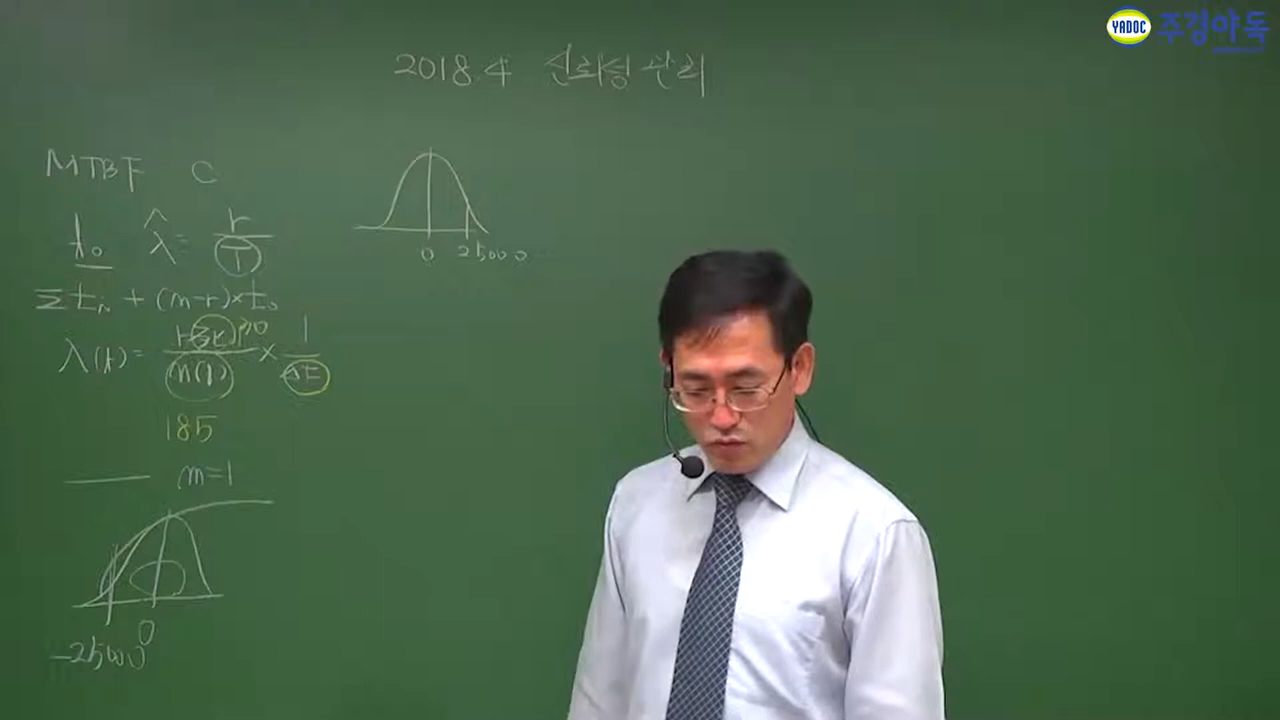 YADOC 주경야독
2018.4 신뢰성 관리
MTBF C
t₀ λ̂ = r/T
Σtᵢ + (n-r)×t₀
λ(t) = /n(t) × 1/Δt
185
m=1
0
-25000
0 25000